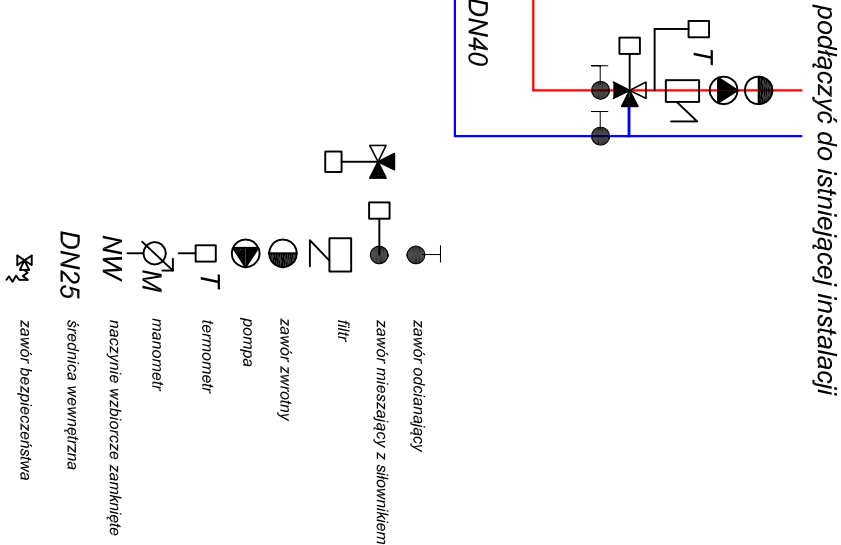 podłączyć do istniejącej instalacji
T
DN40
zawór odcianający
zawór mieszający z siłownikiem
filtr
zawór zwrotny
pompa
T termometr
M manometr
NW naczynie wzbiorcze zamknięte
DN25 średnica wewnętrzna
zawór bezpieczeństwa